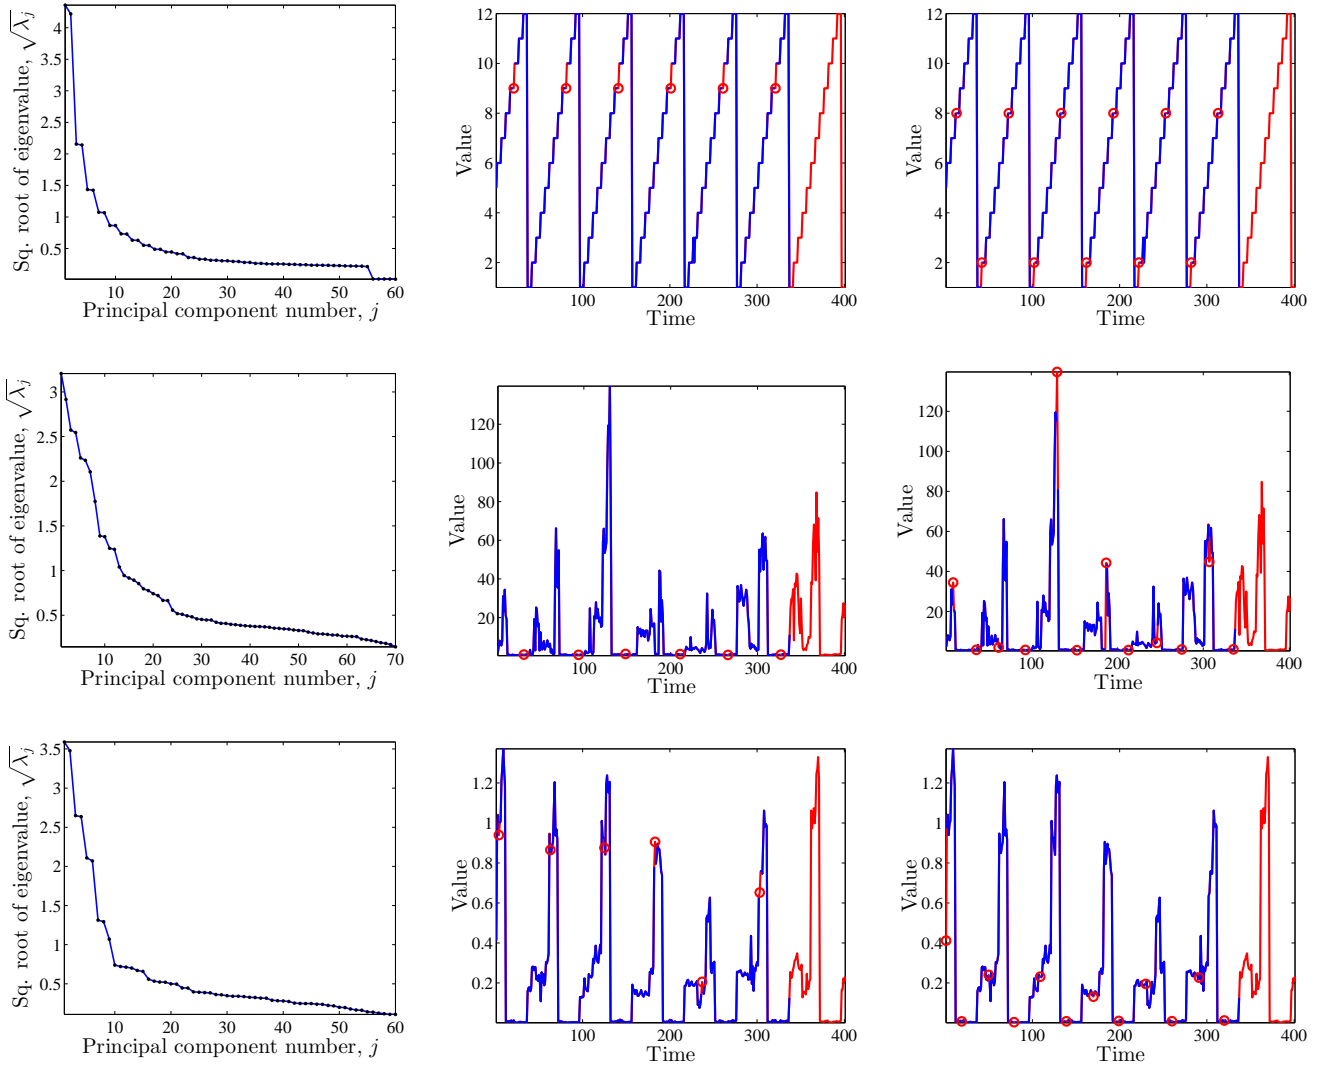 Sq. root of eigenvalue, √λj
4
3.5
3
2.5
2
1.5
1
0.5
10 20 30 40 50 60
Principal component number, j
Value
12
10
8
6
4
2
100 200 300 400
Time
Value
12
10
8
6
4
2
100 200 300 400
Time
Sq. root of eigenvalue, √λj
3
2.5
2
1.5
1
0.5
10 20 30 40 50 60 70
Principal component number, j
Value
120
100
80
60
40
20
100 200 300 400
Time
Value
120
100
80
60
40
20
100 200 300 400
Time
Sq. root of eigenvalue, √λj
3.5
3
2.5
2
1.5
1
0.5
10 20 30 40 50 60
Principal component number, j
Value
1.2
1
0.8
0.6
0.4
0.2
100 200 300 400
Time
Value
1.2
1
0.8
0.6
0.4
0.2
100 200 300 400
Time